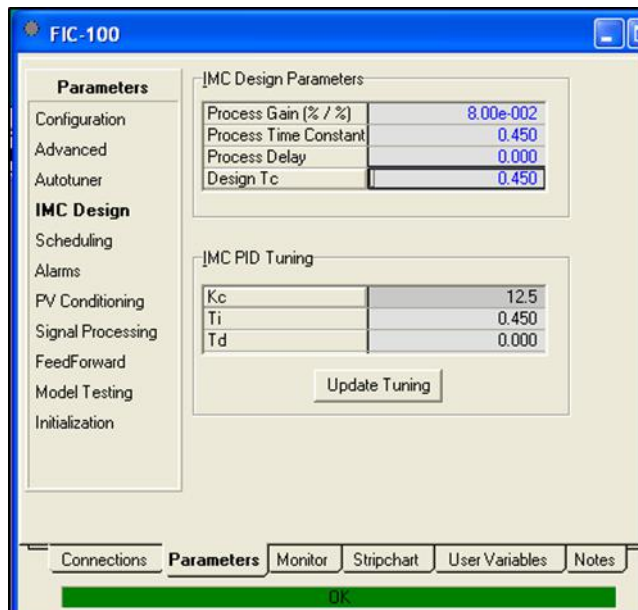 FIC-100
Parameters
Configuration
Advanced
Autotuner
IMC Design
Scheduling
Alarms
PV Conditioning
Signal Processing
FeedForward
Model Testing
Initialization
IMC Design Parameters
Process Gain (% / %) 8.00e-002
Process Time Constant 0.450
Process Delay 0.000
Design Tc 0.450
IMC PID Tuning
Kc 12.5
Ti 0.450
Td 0.000
Update Tuning
Connections Parameters Monitor Stripchart User Variables Notes
OK